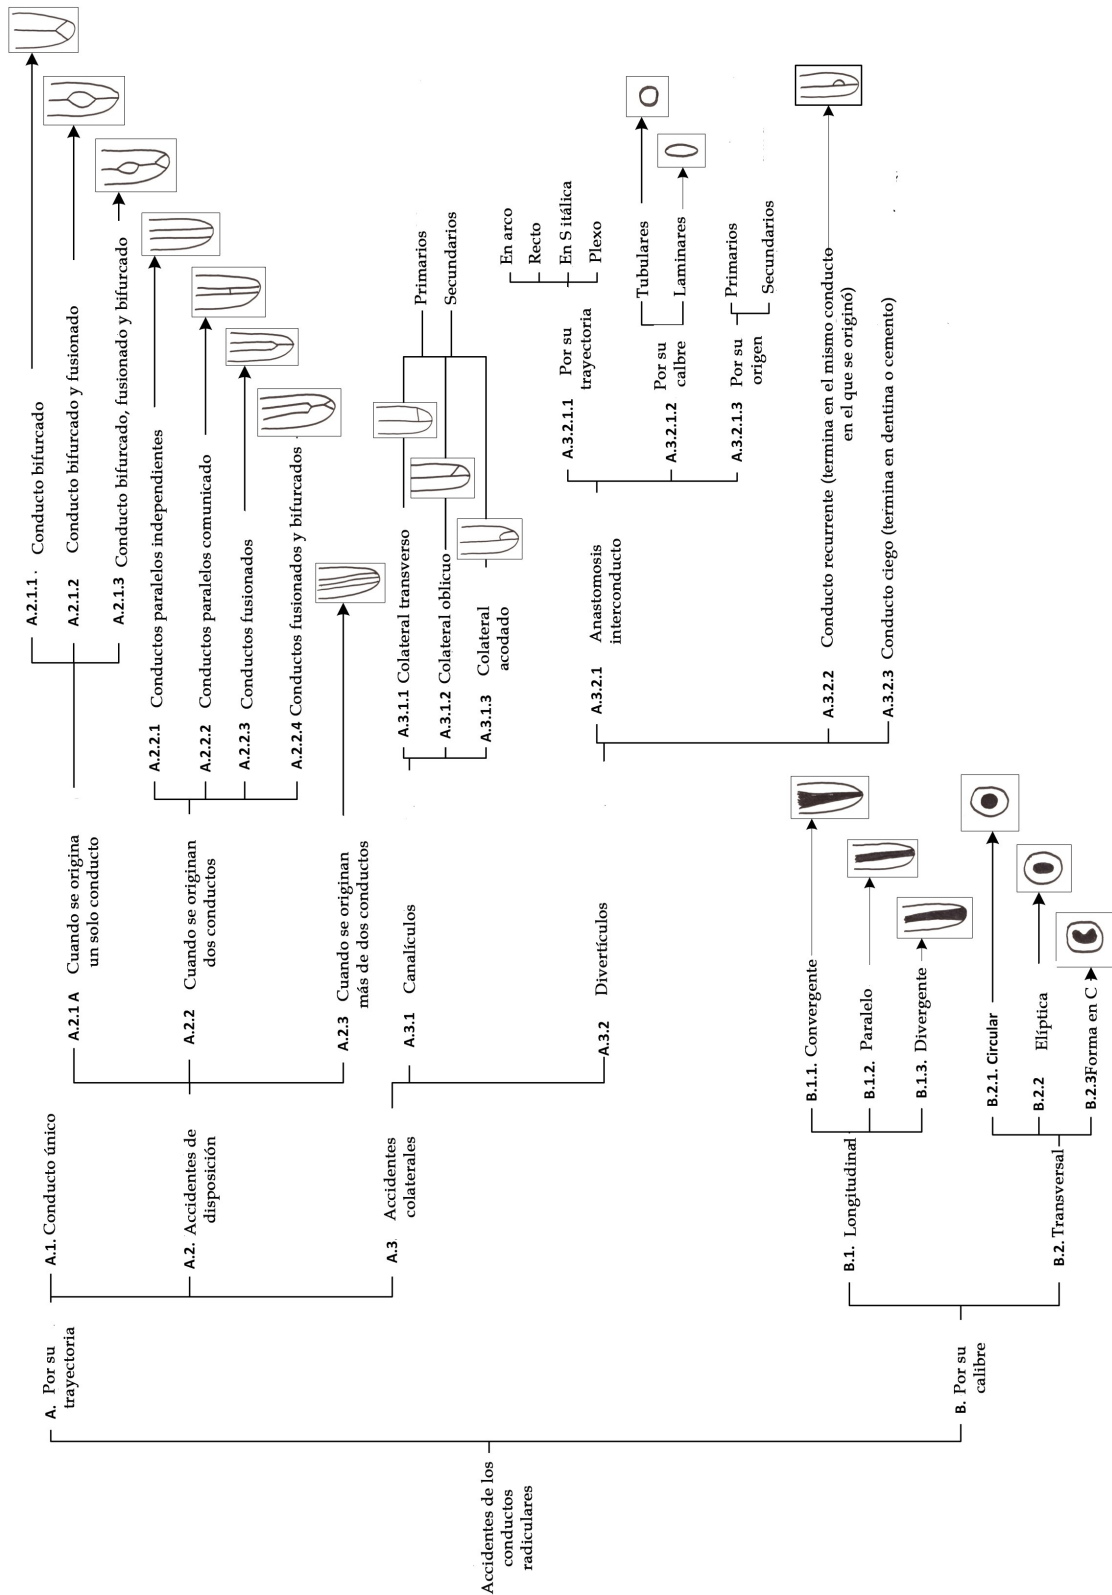 Accidentes de los
conductos
radiculares
A. Por su
trayectoria
A.1. Conducto único
A.2. Accidentes de
disposición
A.2.1 A Cuando se origina
un solo conducto
A.2.1.1. Conducto bifurcado
A.2.1.2 Conducto bifurcado y fusionado
A.2.1.3 Conducto bifurcado, fusionado y bifurcado
A.2.2 Cuando se originan
dos conductos
A.2.2.1 Conductos paralelos independientes
A.2.2.2 Conductos paralelos comunicado
A.2.2.3 Conductos fusionados
A.2.2.4 Conductos fusionados y bifurcados
A.2.3 Cuando se originan
más de dos conductos
A.3. Accidentes
colaterales
A.3.1 Canalículos
A.3.1.1 Colateral transverso
A.3.1.2 Colateral oblicuo
A.3.1.3 Colateral
acodado
Primarios
Secundarios
A.3.2 Divertículos
A.3.2.1 Anastomosis
interconducto
A.3.2.1.1 Por su
trayectoria
En arco
Recto
En S itálica
Plexo
A.3.2.1.2 Por su
calbre
Tubulares
Laminares
A.3.2.1.3 Por su
origen
Primarios
Secundarios
A.3.2.2 Conducto recurrente (termina en el mismo conducto
en el que se originó)
A.3.2.3 Conducto ciego (termina en dentina o cemento)
B. Por su
calibre
B.1. Longitudinal
B.1.1. Convergente
B.1.2. Paralelo
B.1.3. Divergente
B.2. Transversal
B.2.1. Circular
B.2.2 Elíptica
B.2.3Forma en C